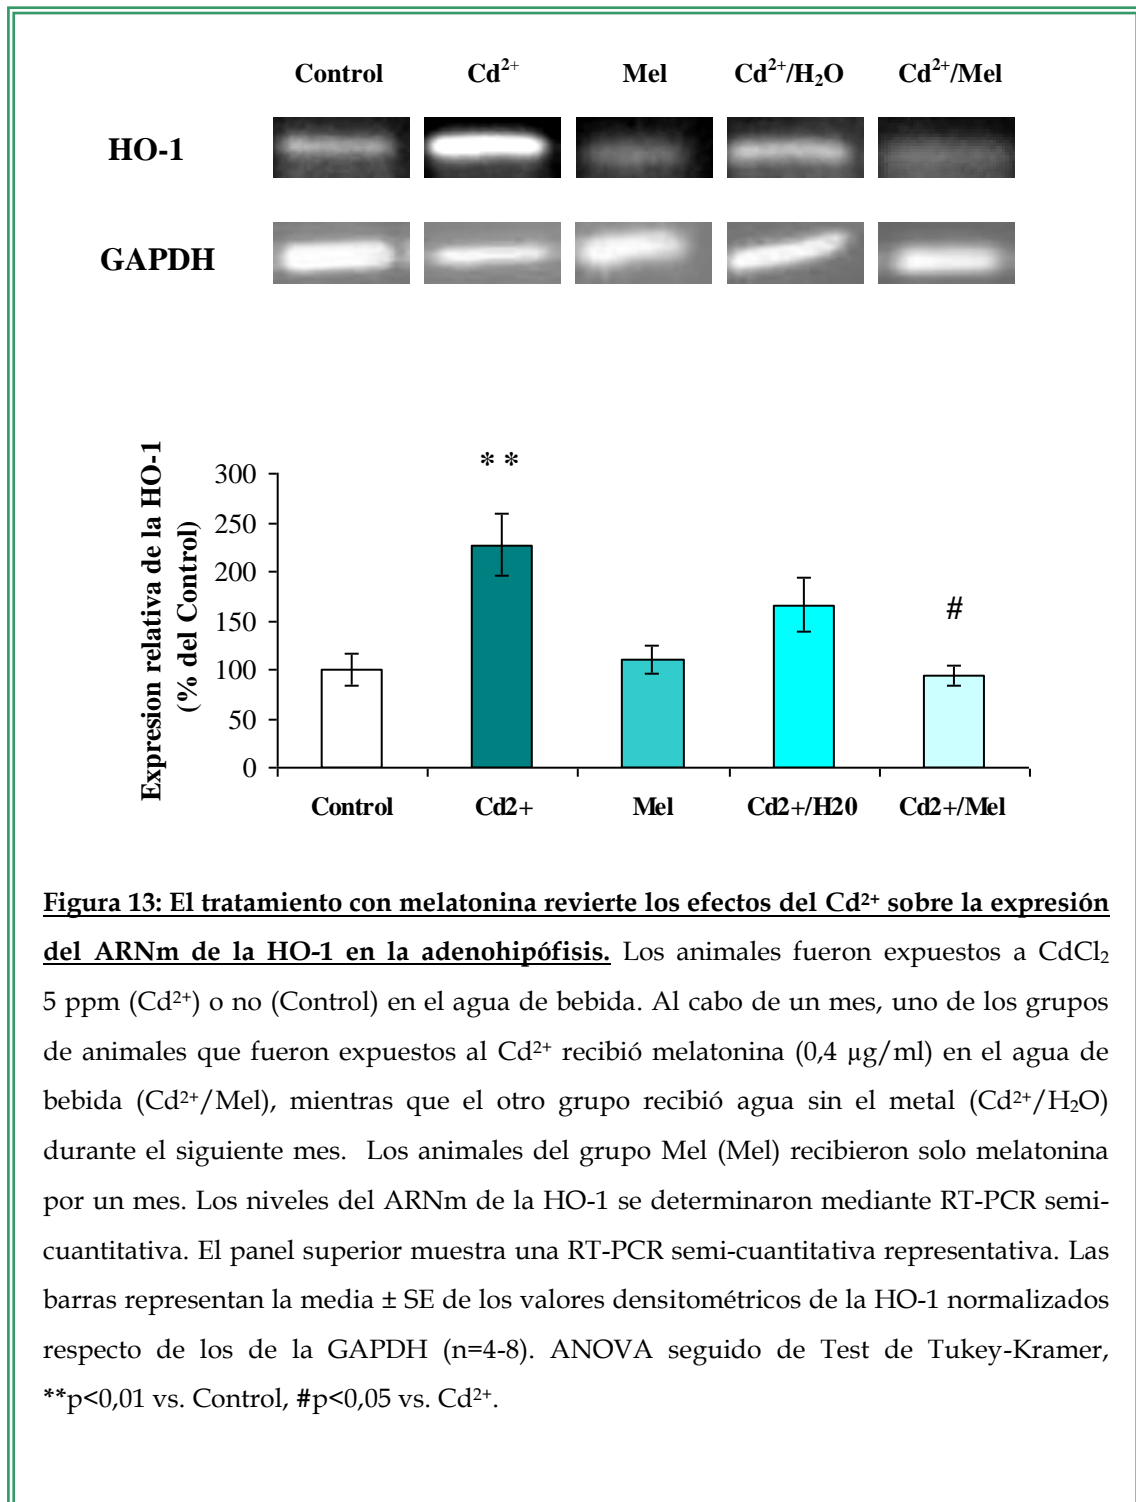 Control Cd²⁺ Mel Cd²⁺/H₂O Cd²⁺/Mel
HO-1
GAPDH
Expresion relativa de la HO-1
(% del Control)
* *
#
300
250
200
150
100
50
0
Control Cd2+ Mel Cd2+/H20 Cd2+/Mel
Figura 13: El tratamiento con melatonina revierte los efectos del Cd²⁺ sobre la expresión
del ARNm de la HO-1 en la adenohipófisis. Los animales fueron expuestos a CdCl₂
5 ppm (Cd²⁺) o no (Control) en el agua de bebida. Al cabo de un mes, uno de los grupos
de animales que fueron expuestos al Cd²⁺ recibió melatonina (0,4 µg/ml) en el agua de
bebida (Cd²⁺/Mel), mientras que el otro grupo recibió agua sin el metal (Cd²⁺/H₂O)
durante el siguiente mes. Los animales del grupo Mel (Mel) recibieron solo melatonina
por un mes. Los niveles del ARNm de la HO-1 se determinaron mediante RT-PCR semi-
cuantitativa. El panel superior muestra una RT-PCR semi-cuantitativa representativa. Las
barras representan la media ± SE de los valores densitométricos de la HO-1 normalizados
respecto de los de la GAPDH (n=4-8). ANOVA seguido de Test de Tukey-Kramer,
**p<0,01 vs. Control, #p<0,05 vs. Cd²⁺.